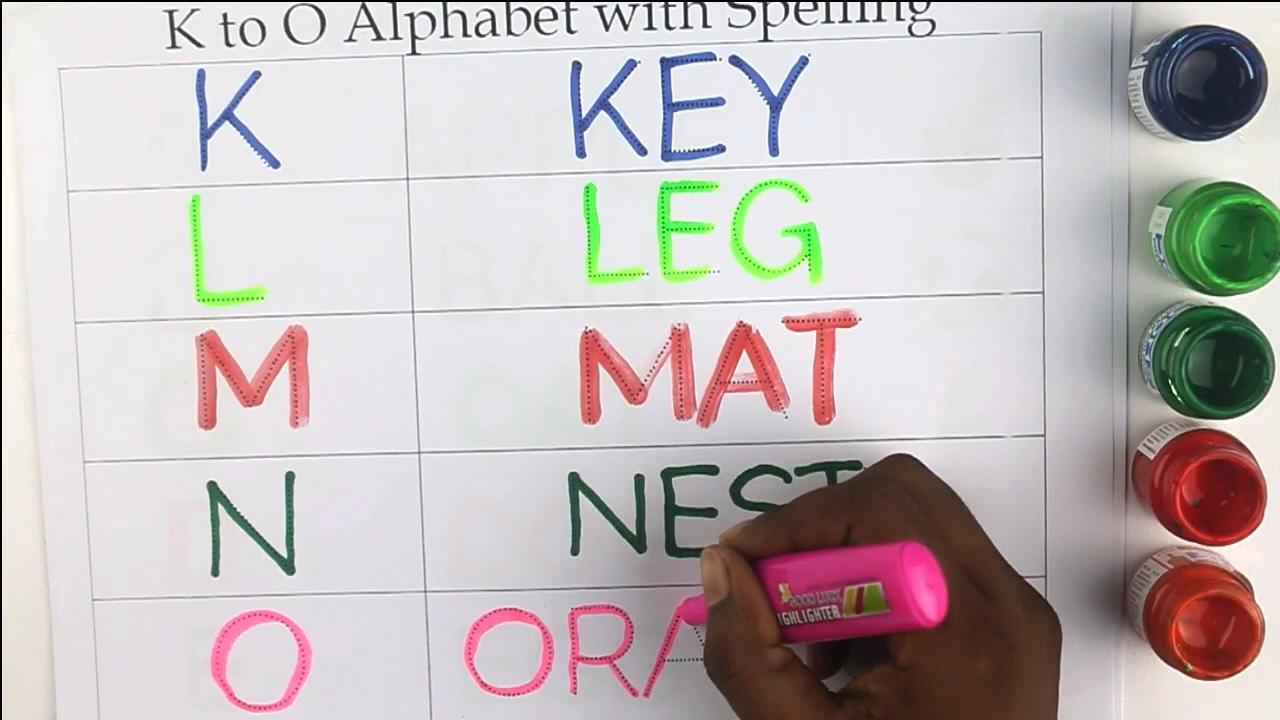 K to O Alphabet with Spelling
K KEY
L LEG
M MAT
N NEST
O ORA
GOOD LUCK
HIGHLIGHTER